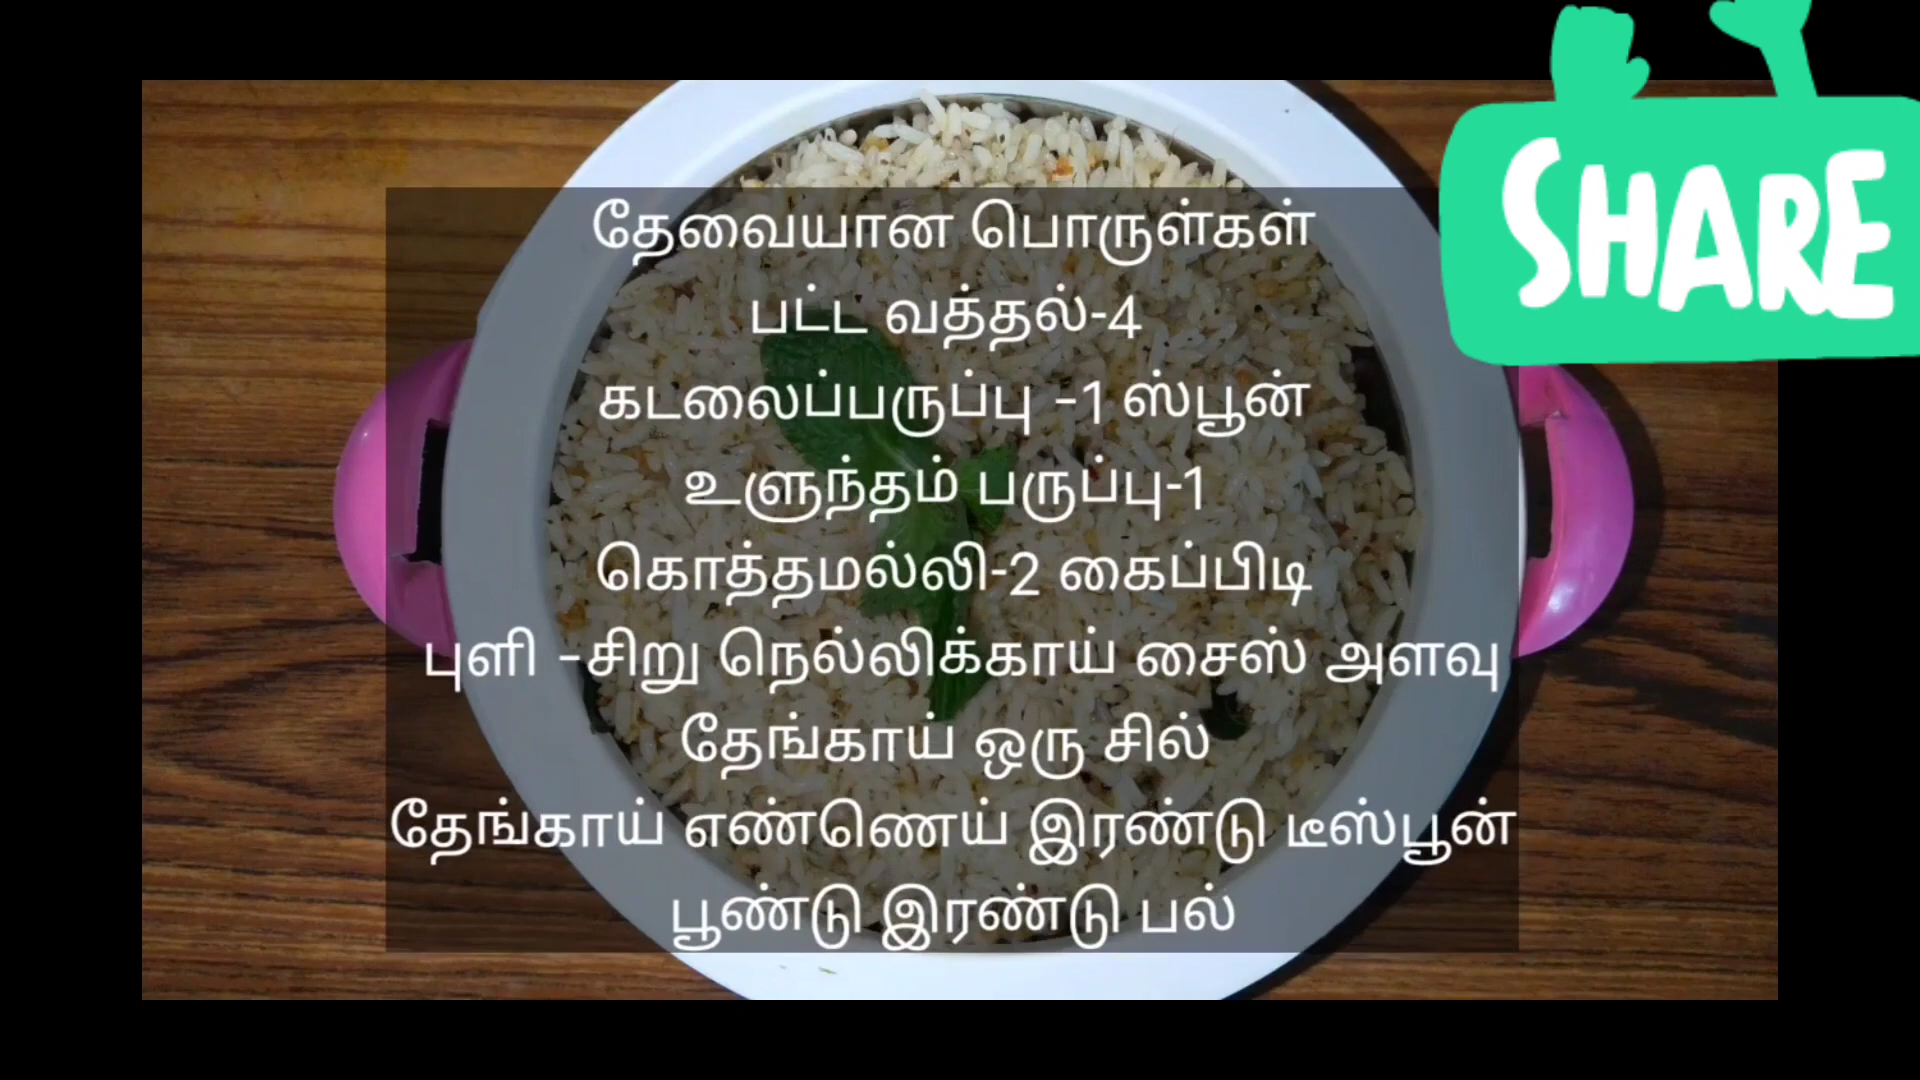 தேவையான பொருள்கள்
பட்ட வத்தல்-4
கடலைப்பருப்பு -1 ஸ்பூன்
உளுந்தம் பருப்பு-1
கொத்தமல்லி-2 கைப்பிடி
புளி -சிறு நெல்லிக்காய் சைஸ் அளவு
தேங்காய் ஒரு சில்
தேங்காய் எண்ணெய் இரண்டு டீஸ்பூன்
பூண்டு இரண்டு பல்
SHARE